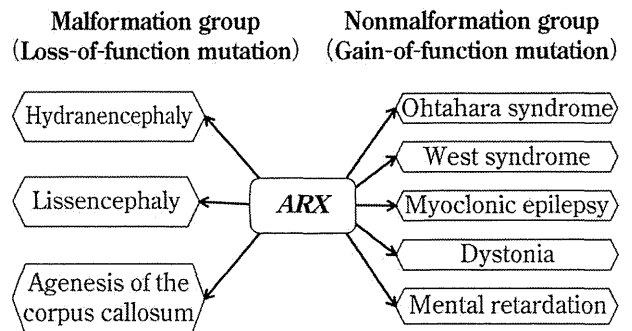 Malformation group
(Loss-of-function mutation)
Nonmalformation group
(Gain-of-function mutation)
Hydranencephaly
Lissencephaly
Agenesis of the
corpus callosum
ARX
Ohtahara syndrome
West syndrome
Myoclonic epilepsy
Dystonia
Mental retardation